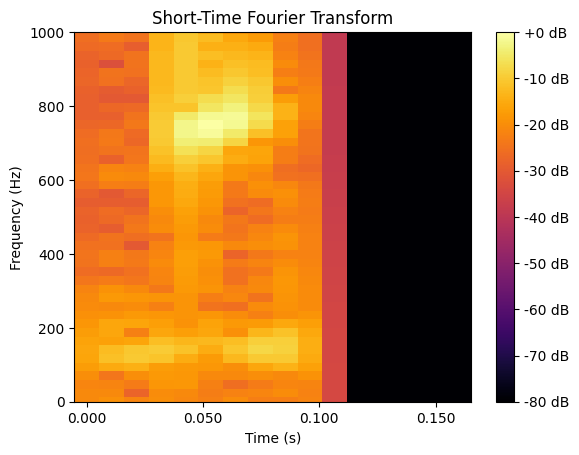 Short-Time Fourier Transform
1000
800
600
400
200
0
Frequency (Hz)
0.000
0.050
0.100
0.150
Time (s)
+0 dB
-10 dB
-20 dB
-30 dB
-40 dB
-50 dB
-60 dB
-70 dB
-80 dB